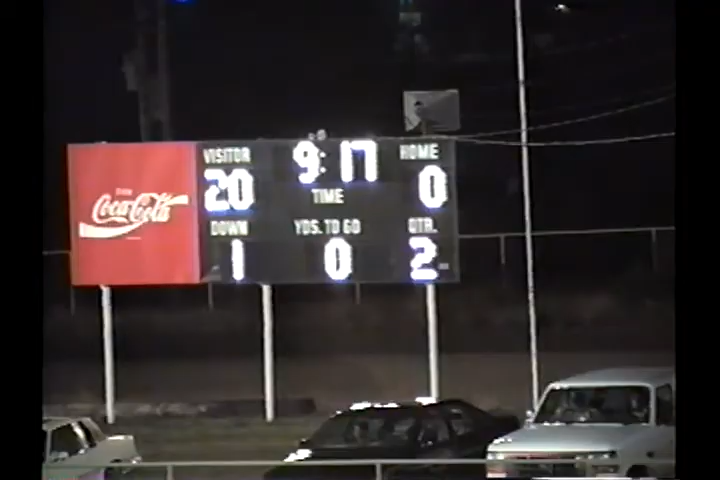 VISITOR 9:17 HOME
20 TIME 0
DOWN YDS. TO GO QTR.
1 0 2
Coca-Cola